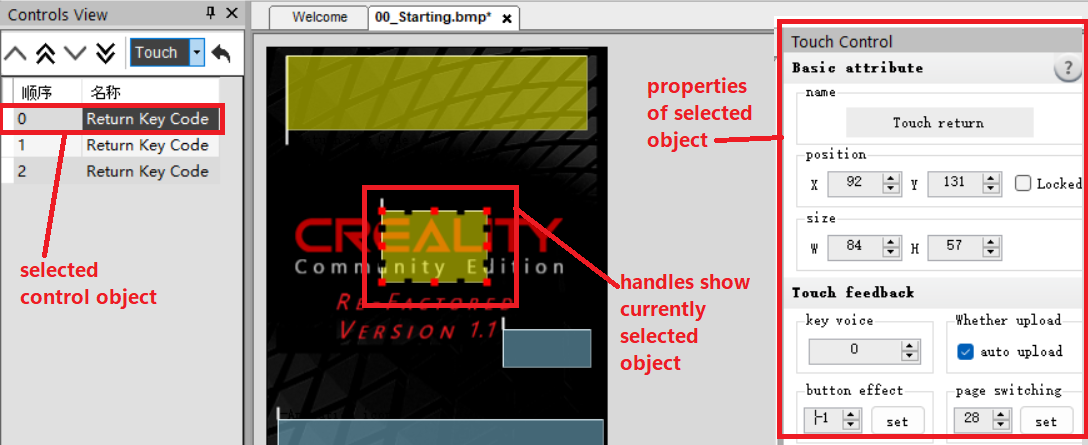 Controls View
Welcome
00_Starting.bmp*
Touch
顺序
名称
0
Return Key Code
1
Return Key Code
2
Return Key Code
selected
control object
CREALITY
Community Edition
Re-Factored
Version 1.1
handles show
currently
selected
object
properties
of selected
object
Touch Control
Basic attribute
?
name
Touch return
position
X 92 Y 131 Locked
size
W 84 H 57
Touch feedback
key voice
Whether upload
0
auto upload
button effect
page switching
-1 set
28 set